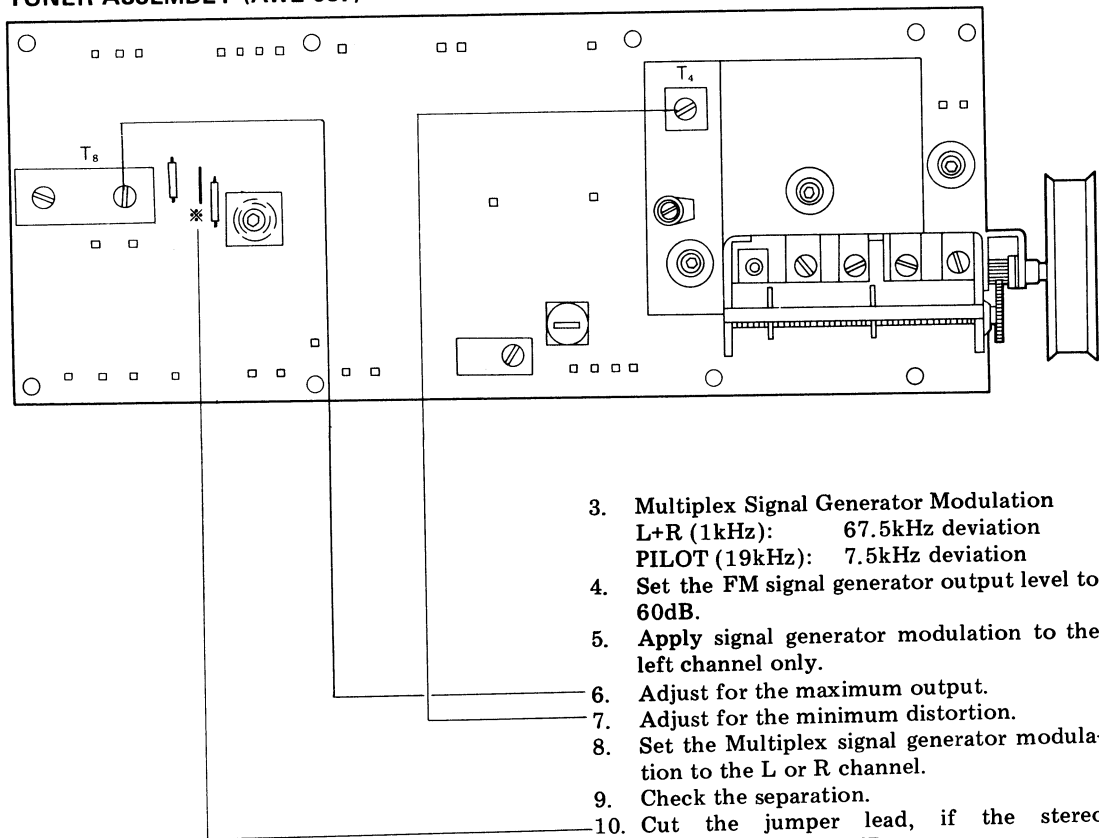 T₄
T₈
※
3. Multiplex Signal Generator Modulation
L+R (1kHz): 67.5kHz deviation
PILOT (19kHz): 7.5kHz deviation
4. Set the FM signal generator output level to
60dB.
5. Apply signal generator modulation to the
left channel only.
6. Adjust for the maximum output.
7. Adjust for the minimum distortion.
8. Set the Multiplex signal generator modula-
tion to the L or R channel.
9. Check the separation.
10. Cut the jumper lead, if the stereo